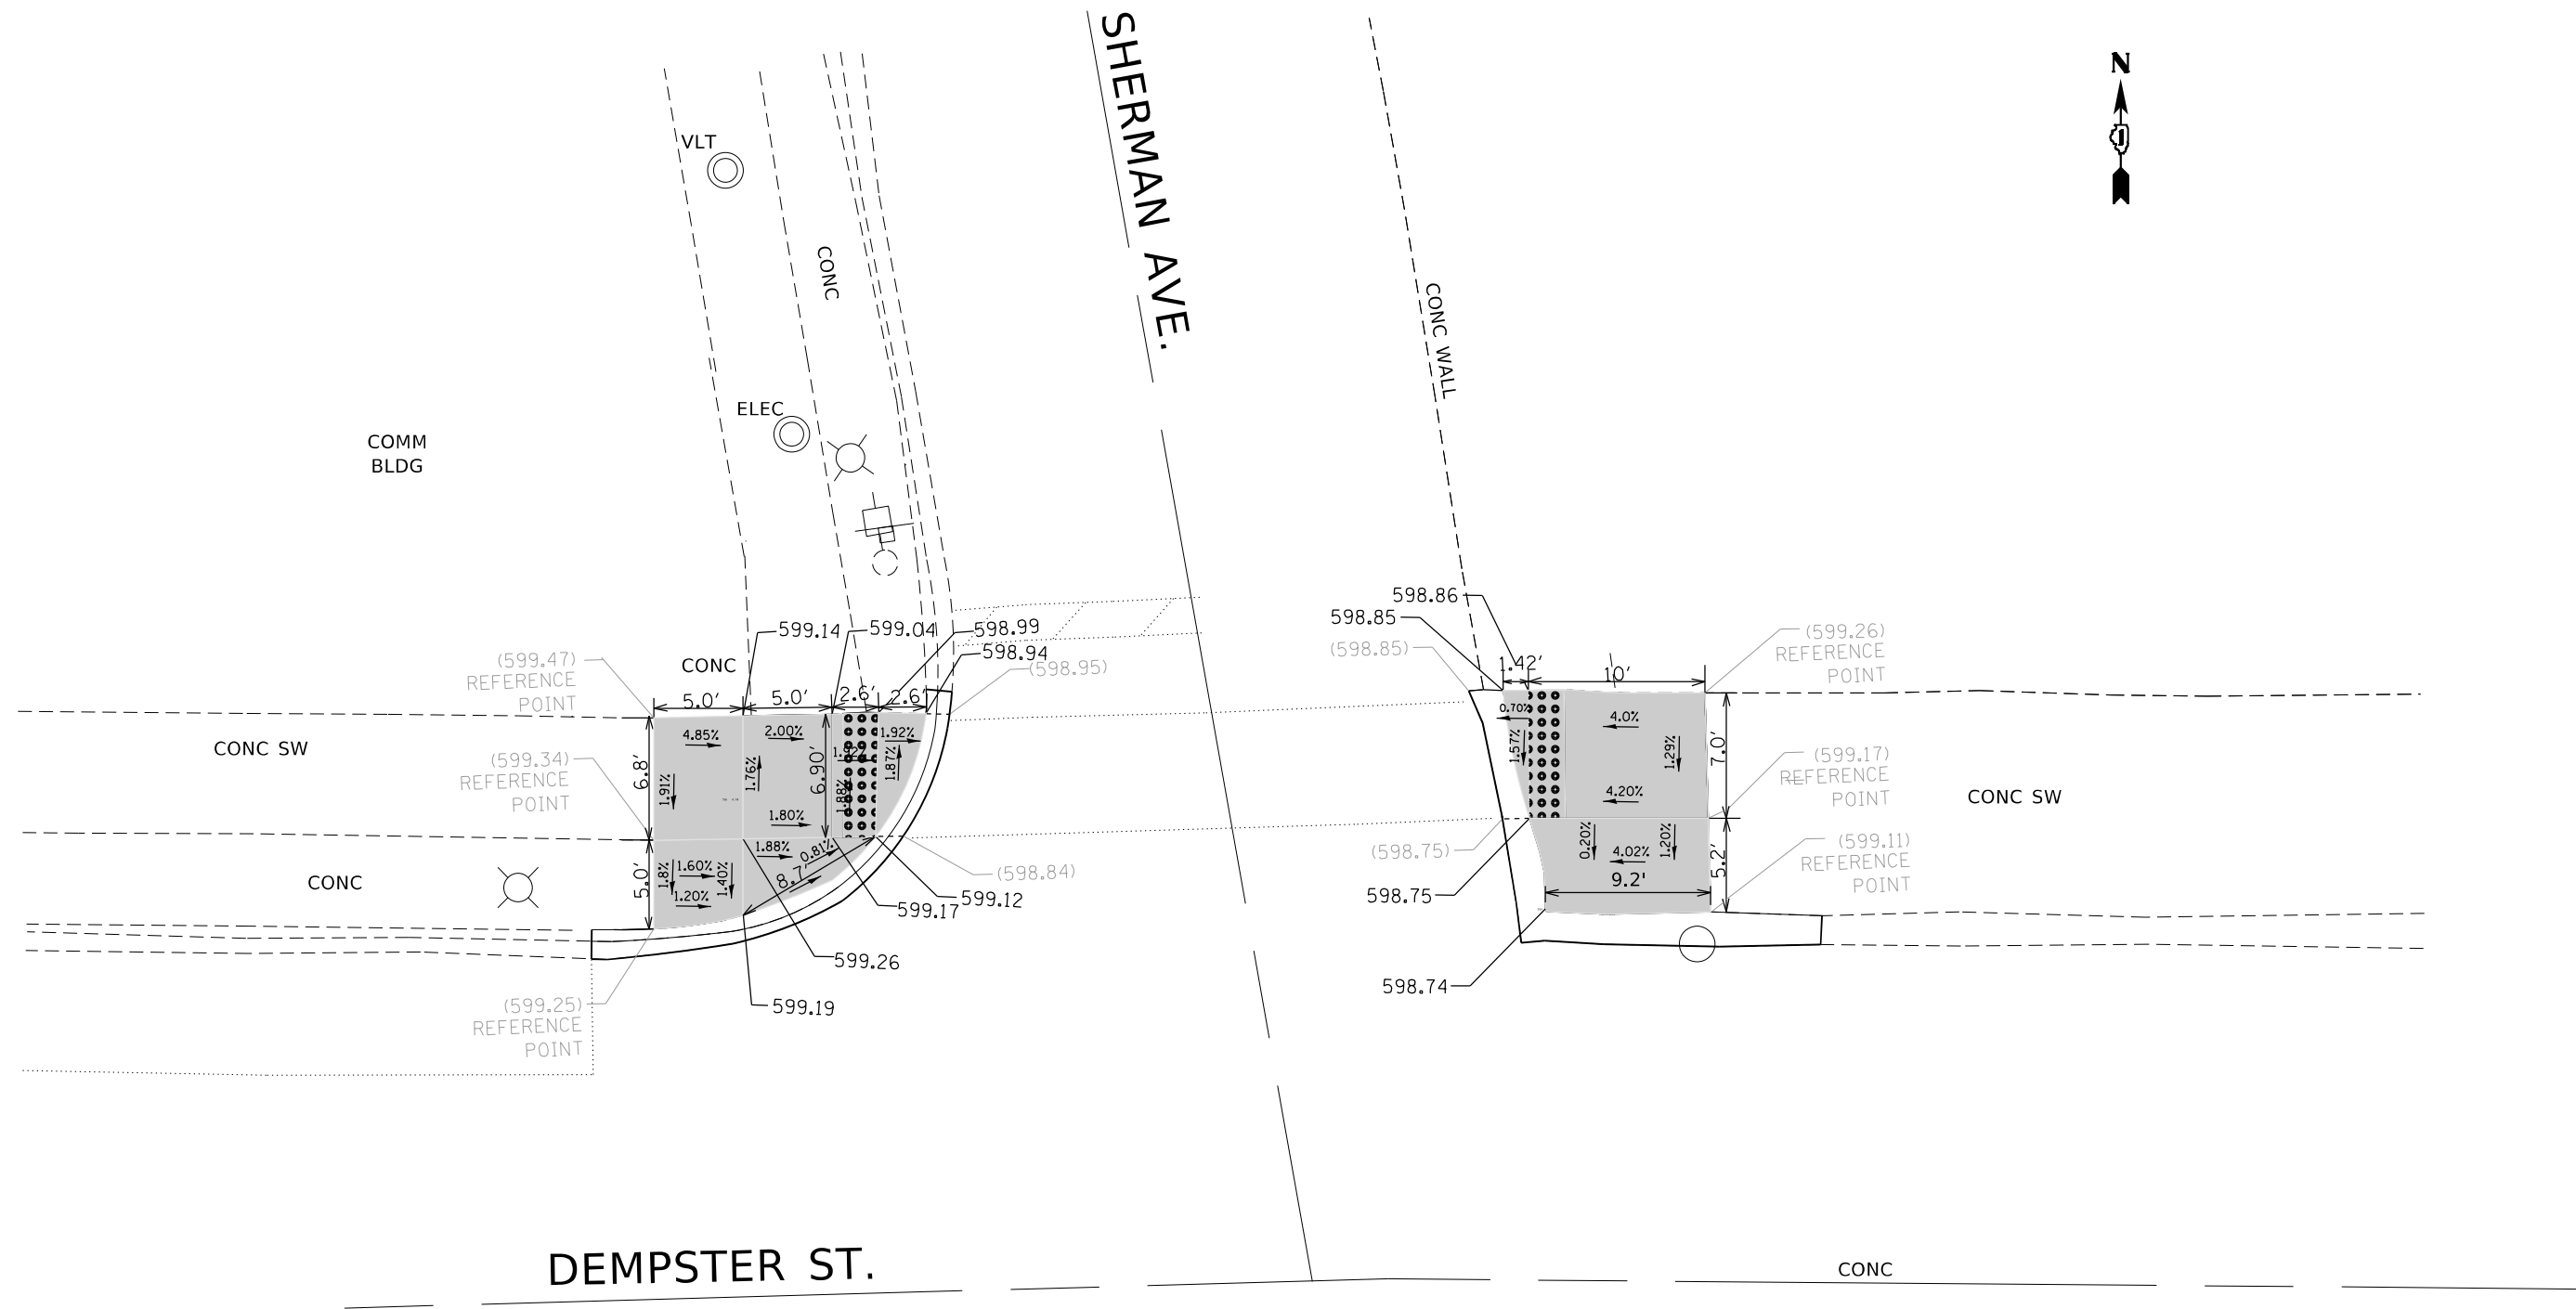 SHERMAN AVE.
N
VLT
CONC
CONC WALL
ELEC
COMM
BLDG
598.86
598.85
(598.85)
599.14
599.04
598.99
598.94
(598.95)
(599.26)
REFERENCE
POINT
(599.47)
REFERENCE
POINT
CONC
5.0'
5.0'
2.6'
2.6'
1.42'
10'
CONC SW
4.85%
2.00%
1.92%
1.92%
0.70%
4.0%
6.8'
1.91%
1.76%
6.90'
1.88%
1.87%
1.57%
1.29%
7.0'
(599.34)
REFERENCE
POINT
(599.17)
REFERENCE
POINT
CONC SW
1.80%
4.20%
1.88%
0.81%
8.7'
(598.84)
(598.75)
0.20%
4.02%
1.20%
5.2'
(599.11)
REFERENCE
POINT
CONC
5.0'
1.8%
1.60%
1.40%
1.20%
9.2'
599.12
599.17
598.75
599.26
598.74
599.19
(599.25)
REFERENCE
POINT
DEMPSTER ST.
CONC